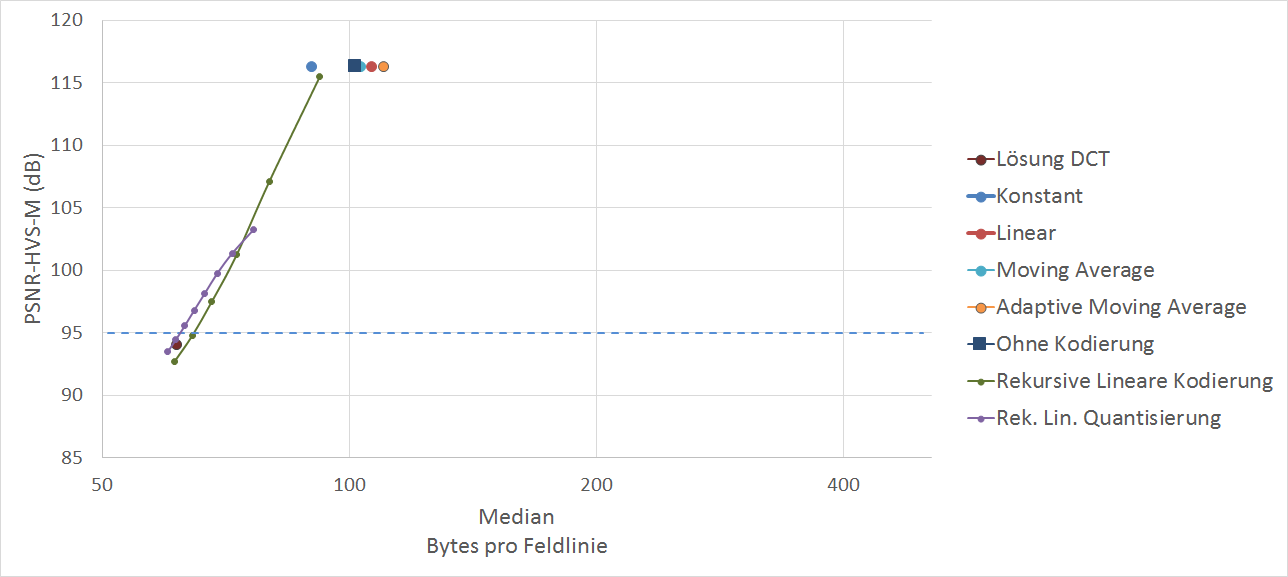 120
115
110
105
100
95
90
85
PSNR-HVS-M (dB)
50
100
200
400
Median
Bytes pro Feldlinie
Lösung DCT
Konstant
Linear
Moving Average
Adaptive Moving Average
Ohne Kodierung
Rekursive Lineare Kodierung
Rek. Lin. Quantisierung